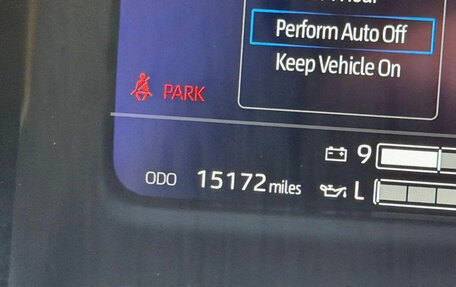 Perform Auto Off
Keep Vehicle On
PARK
9
ODO 15172 miles
L